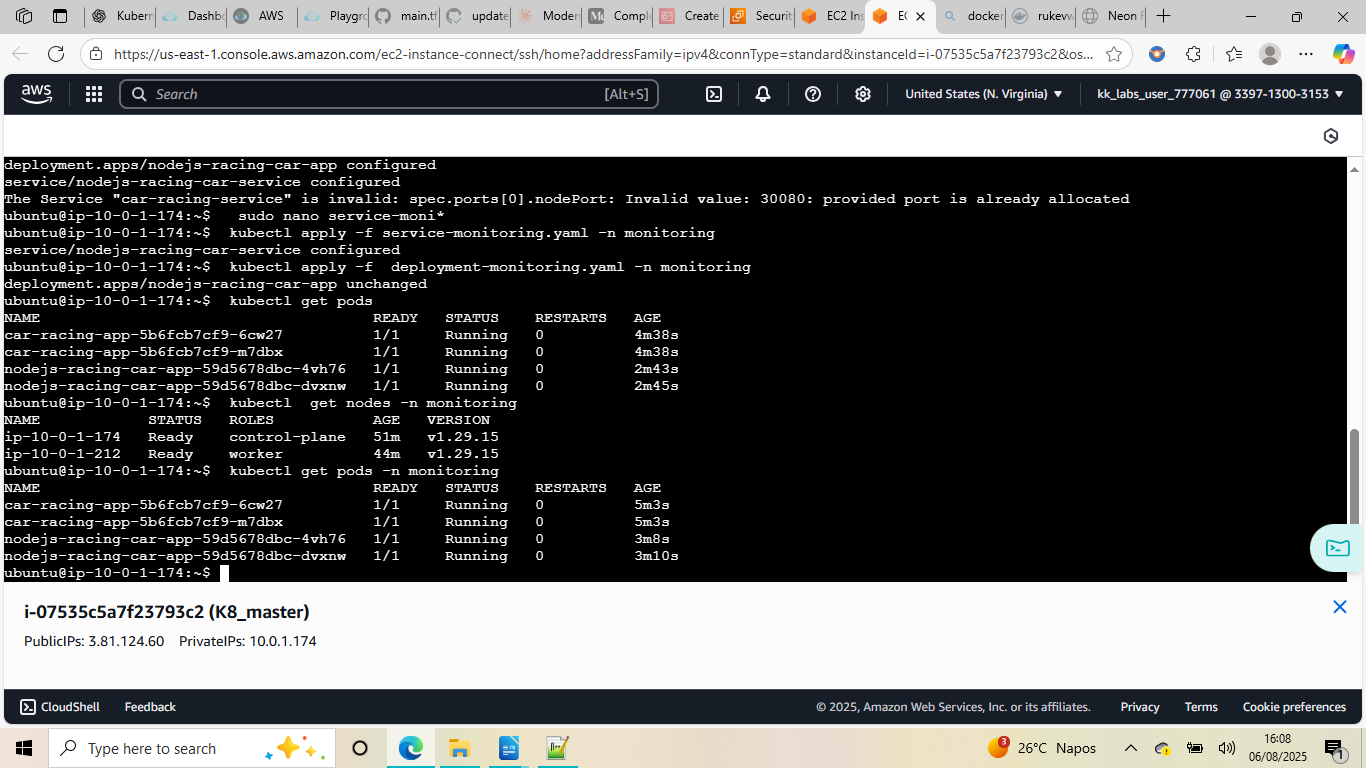 Kubern
Dashbo
AWS
Playgro
main.tf
update
Modern
Comple
Create
Securit
EC2 Ins
EC
docker
rukevw
Neon R
https://us-east-1.console.aws.amazon.com/ec2-instance-connect/ssh/home?addressFamily=ipv4&connType=standard&instanceId=i-07535c5a7f23793c2&os...
aws
Search
[Alt+S]
United States (N. Virginia)
kk_labs_user_777061 @ 3397-1300-3153
deployment.apps/nodejs-racing-car-app configured
service/nodejs-racing-car-service configured
The Service "car-racing-service" is invalid: spec.ports[0].nodePort: Invalid value: 30080: provided port is already allocated
ubuntu@ip-10-0-1-174:~$   sudo nano service-moni*
ubuntu@ip-10-0-1-174:~$  kubectl apply -f service-monitoring.yaml -n monitoring
service/nodejs-racing-car-service configured
ubuntu@ip-10-0-1-174:~$  kubectl apply -f  deployment-monitoring.yaml -n monitoring
deployment.apps/nodejs-racing-car-app unchanged
ubuntu@ip-10-0-1-174:~$  kubectl get pods
NAME                                     READY   STATUS    RESTARTS   AGE
car-racing-app-5b6fcb7cf9-6cw27          1/1     Running   0          4m38s
car-racing-app-5b6fcb7cf9-m7dbx          1/1     Running   0          4m38s
nodejs-racing-car-app-59d5678dbc-4vh76   1/1     Running   0          2m43s
nodejs-racing-car-app-59d5678dbc-dvxnw   1/1     Running   0          2m45s
ubuntu@ip-10-0-1-174:~$  kubectl  get nodes -n monitoring
NAME            STATUS   ROLES           AGE   VERSION
ip-10-0-1-174   Ready    control-plane   51m   v1.29.15
ip-10-0-1-212   Ready    worker          44m   v1.29.15
ubuntu@ip-10-0-1-174:~$  kubectl get pods -n monitoring
NAME                                     READY   STATUS    RESTARTS   AGE
car-racing-app-5b6fcb7cf9-6cw27          1/1     Running   0          5m3s
car-racing-app-5b6fcb7cf9-m7dbx          1/1     Running   0          5m3s
nodejs-racing-car-app-59d5678dbc-4vh76   1/1     Running   0          3m8s
nodejs-racing-car-app-59d5678dbc-dvxnw   1/1     Running   0          3m10s
ubuntu@ip-10-0-1-174:~$
i-07535c5a7f23793c2 (K8_master)
PublicIPs: 3.81.124.60    PrivateIPs: 10.0.1.174
CloudShell
Feedback
© 2025, Amazon Web Services, Inc. or its affiliates.
Privacy
Terms
Cookie preferences
Type here to search
3
26°C Napos
16:08
06/08/2025
1